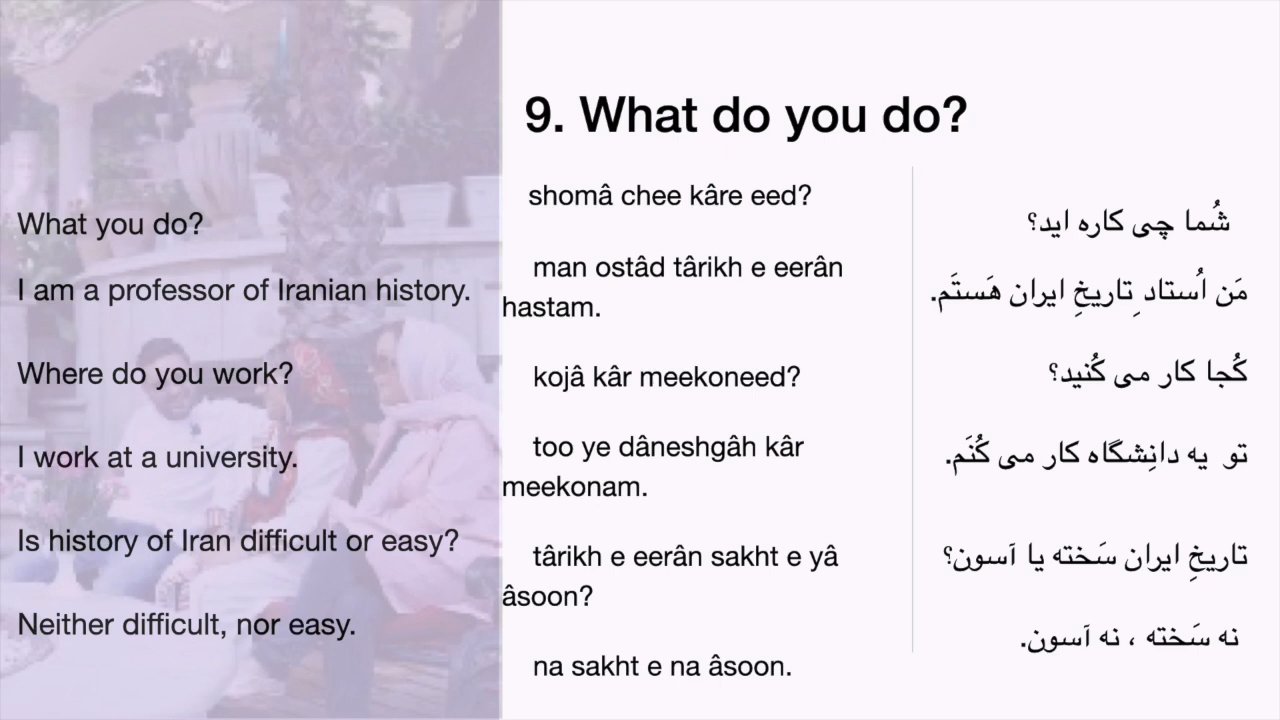 9. What do you do?
What you do?
I am a professor of Iranian history.
Where do you work?
I work at a university.
Is history of Iran difficult or easy?
Neither difficult, nor easy.
shomâ chee kâre eed?
man ostâd târikh e eerân
hastam.
kojâ kâr meekoneed?
too ye dâneshgâh kâr
meekonam.
târikh e eerân sakht e yâ
âsoon?
na sakht e na âsoon.
شُما چی کاره اید؟
مَن اُستاد ِتاریخِ ایران هَستَم.
کُجا کار می کُنید؟
تو یه دانِشگاه کار می کُنَم.
تاریخِ ایران سَخته یا آسون؟
نه سَخته ، نه آسون.